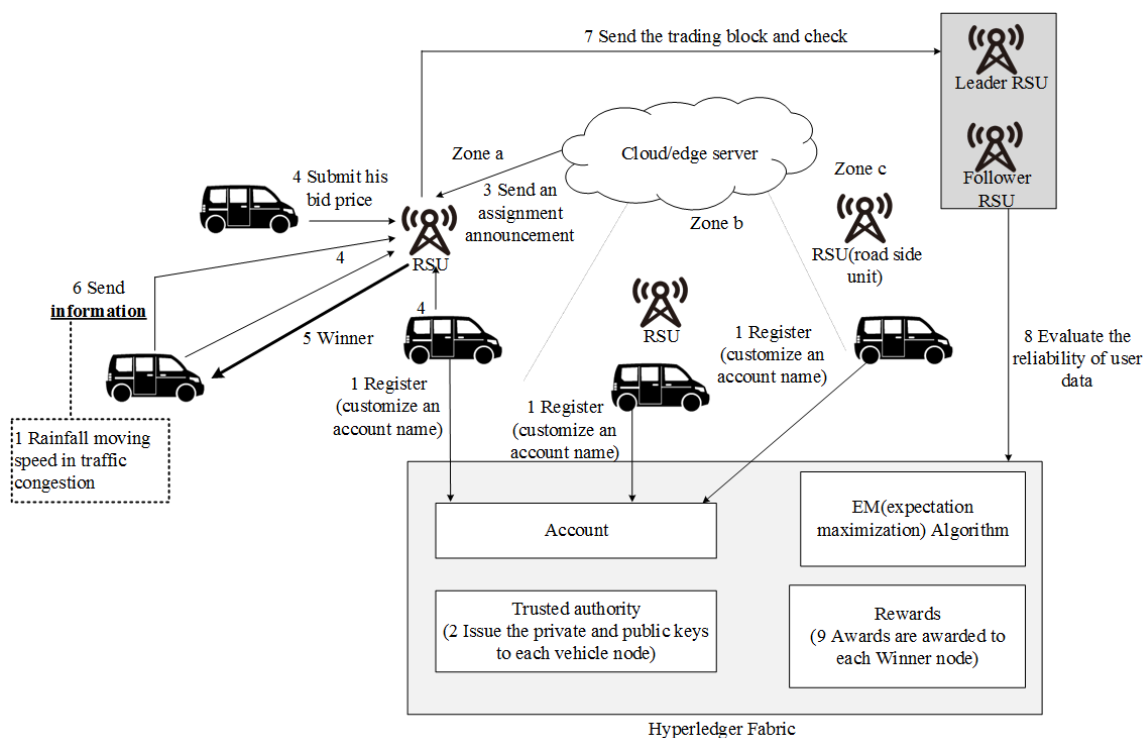 7 Send the trading block and check
Leader RSU
Follower
RSU
Cloud/edge server
Zone a
Zone b
Zone c
RSU(road side
unit)
3 Send an
assignment
announcement
4 Submit his
bid price
RSU
4
4
6 Send
information
5 Winner
RSU
1 Register
(customize an
account name)
1 Register
(customize an
account name)
1 Register
(customize an
account name)
8 Evaluate the
reliability of user
data
1 Rainfall moving
speed in traffic
congestion
Account
EM(expectation
maximization) Algorithm
Trusted authority
(2 Issue the private and public keys
to each vehicle node)
Rewards
(9 Awards are awarded to
each Winner node)
Hyperledger Fabric